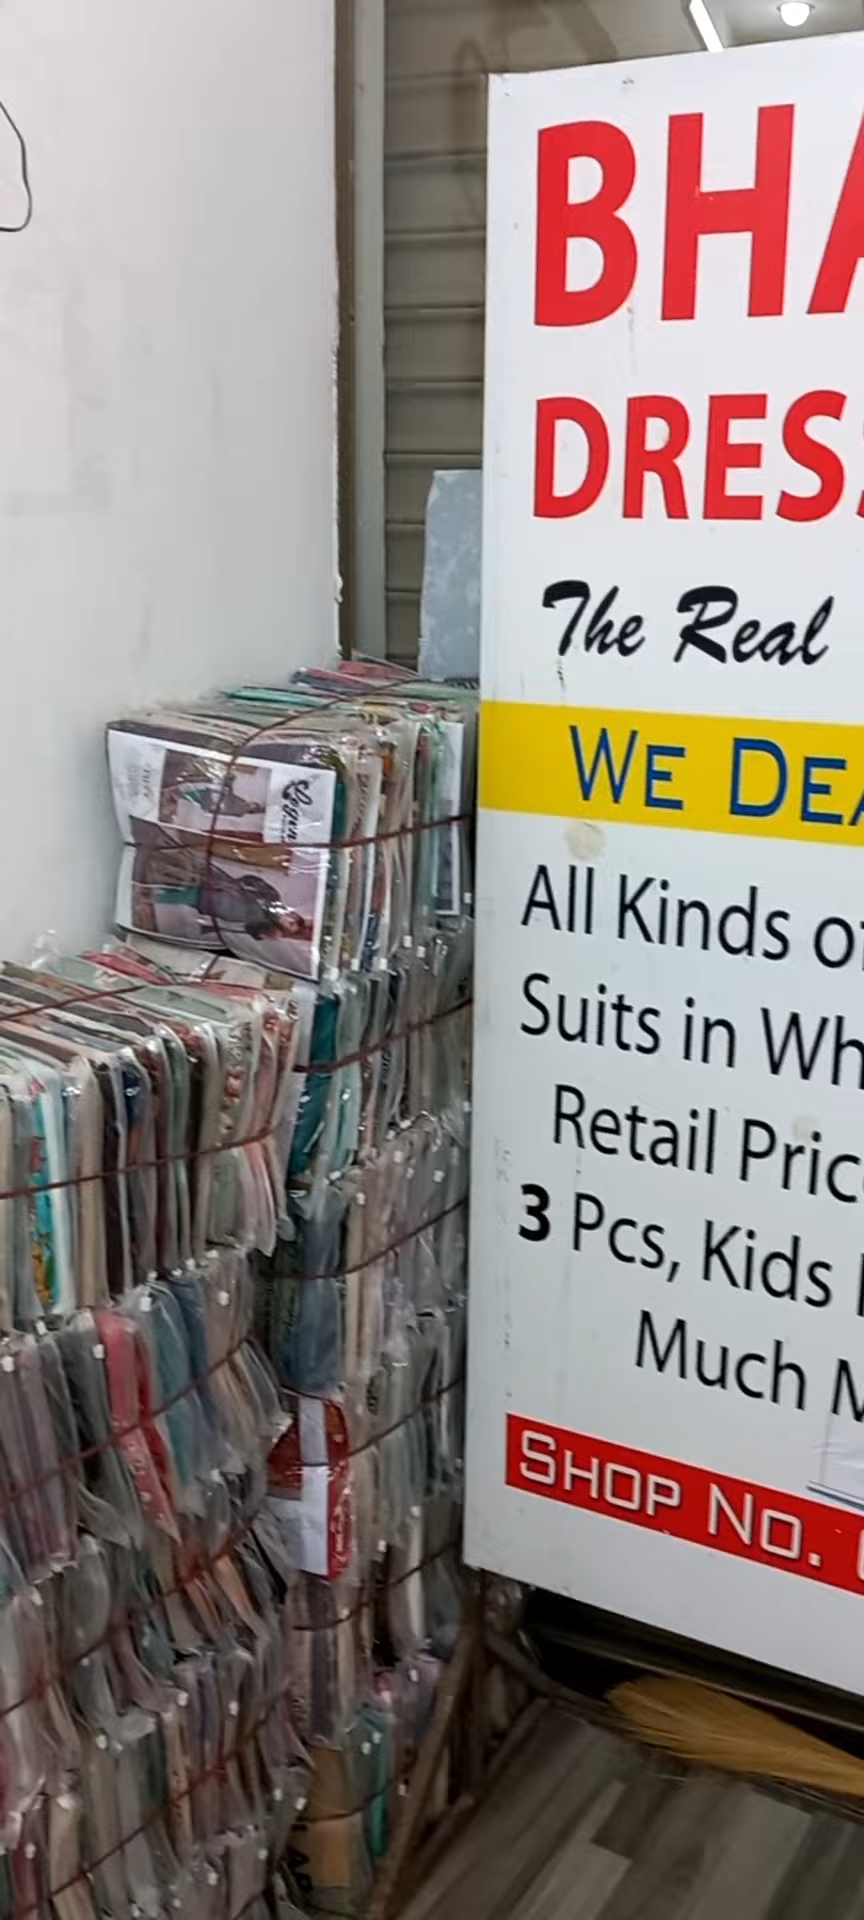 BHA
DRESS
The Real
WE DEA
All Kinds of
Suits in Wh
Retail Pric
3 Pcs, Kids
Much M
SHOP NO.